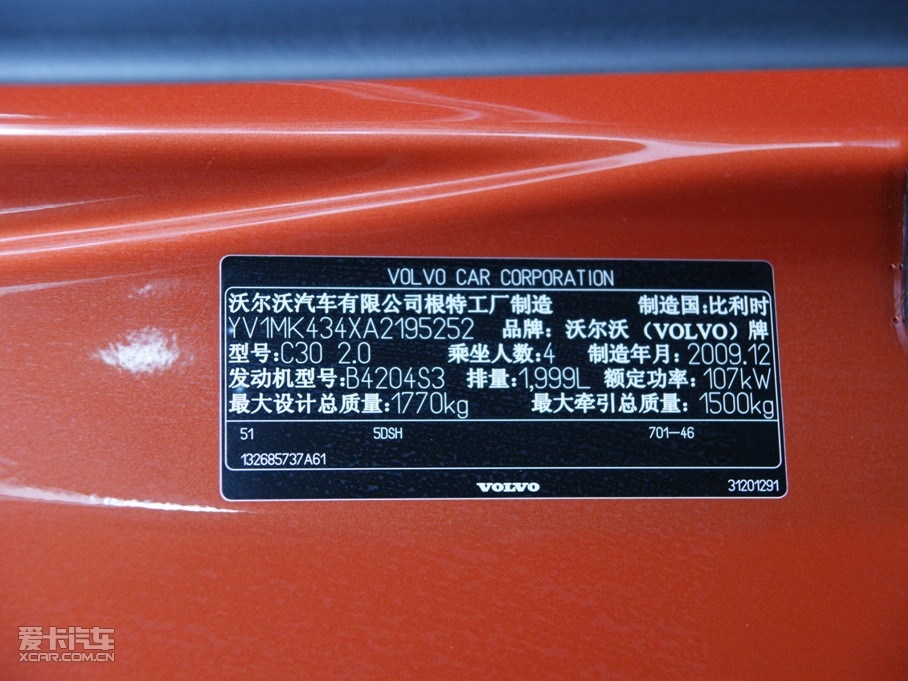 VOLVO CAR CORPORATION
沃尔沃汽车有限公司根特工厂制造 制造国:比利时
YV1MK434XA2195252 品牌: 沃尔沃 (VOLVO) 牌
型号:C30 2.0 乘坐人数:4 制造年月: 2009.12
发动机型号:B4204S3 排量:1,999L 额定功率: 107kW
最大设计总质量:1770kg 最大牵引总质量: 1500kg
51 5DSH 701-46
132685737A61
VOLVO 31201291
爱卡汽车
XCAR.COM.CN